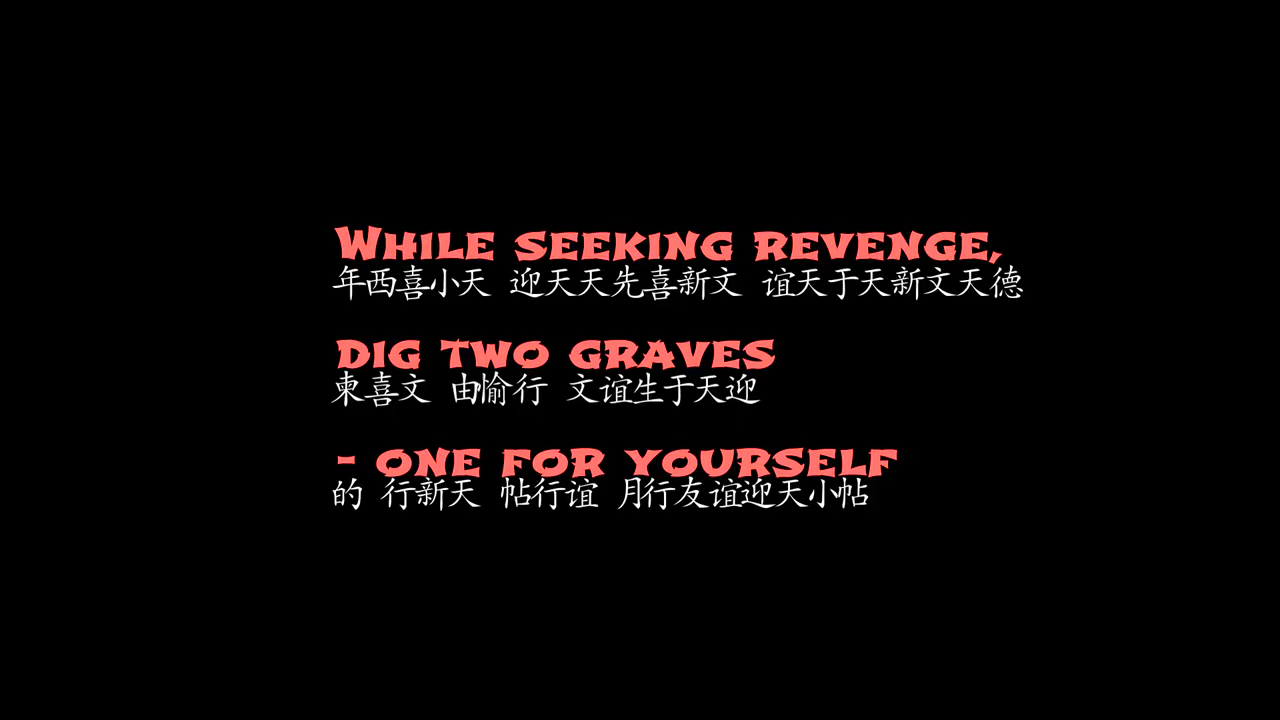 While seeking revenge,
年西喜小天 迎天天先喜新文 谊天于天新文天德
dig two graves
柬喜文 由愉行 文谊生于天迎
- one for yourself
的 行新天 帖行谊 月行友谊迎天小帖